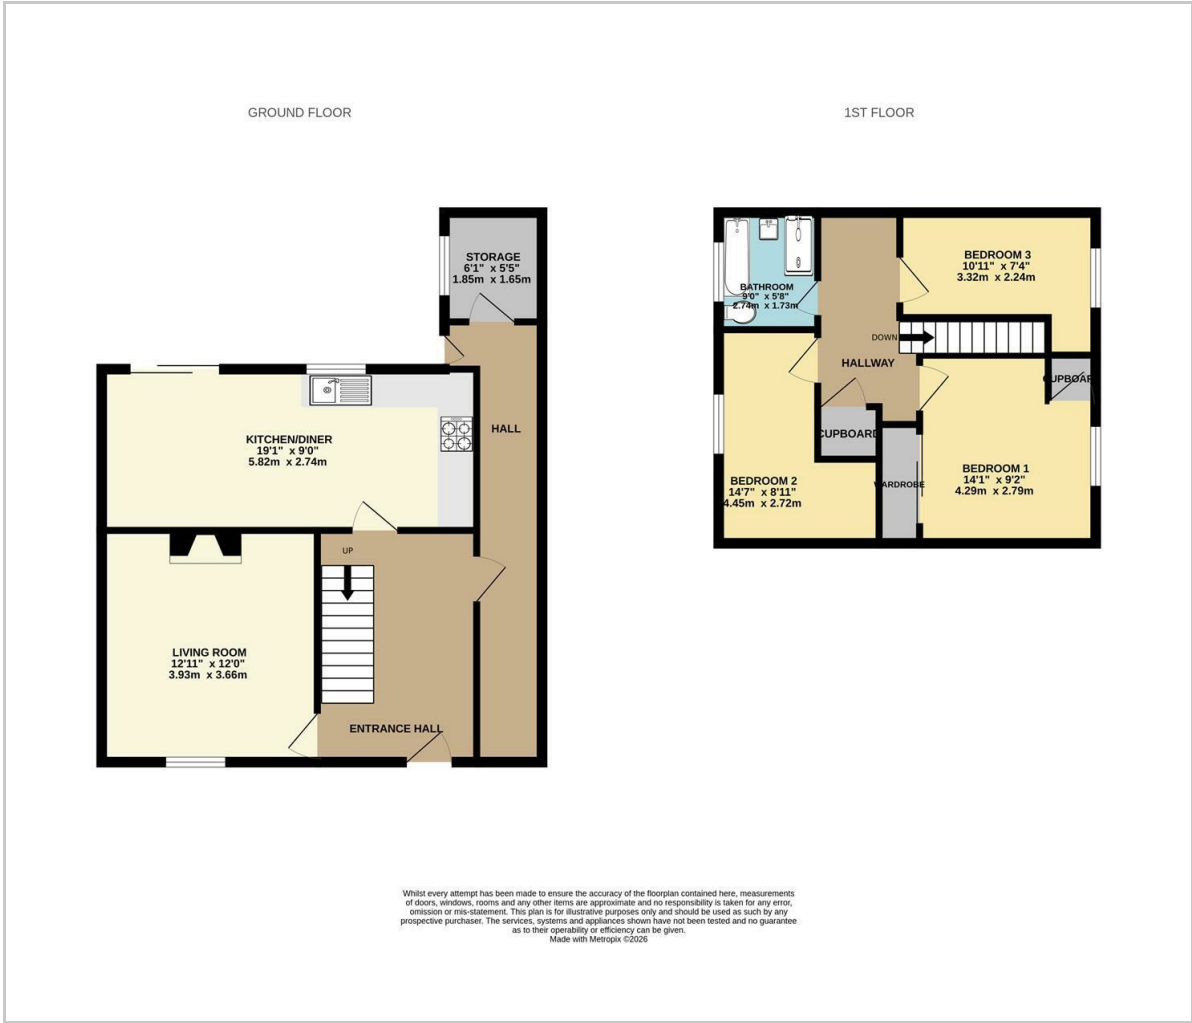 GROUND FLOOR
1ST FLOOR
STORAGE
6'1" x 5'5"
1.85m x 1.65m
HALL
KITCHEN/DINER
19'1" x 9'0"
5.82m x 2.74m
UP
LIVING ROOM
12'11" x 12'0"
3.93m x 3.66m
ENTRANCE HALL
BATHROOM
9'0" x 5'8"
2.74m x 1.73m
BEDROOM 3
10'11" x 7'4"
3.32m x 2.24m
DOWN
HALLWAY
CUPBOARD
CUPBOARD
WARDROBE
BEDROOM 2
14'7" x 8'11"
4.45m x 2.72m
BEDROOM 1
14'1" x 9'2"
4.29m x 2.79m
Whilst every attempt has been made to ensure the accuracy of the floorplan contained here, measurements
of doors, windows, rooms and any other items are approximate and no responsibility is taken for any error,
omission or mis-statement. This plan is for illustrative purposes only and should be used as such by any
prospective purchaser. The services, systems and appliances shown have not been tested and no guarantee
as to their operability or efficiency can be given.
Made with Metropix ©2026